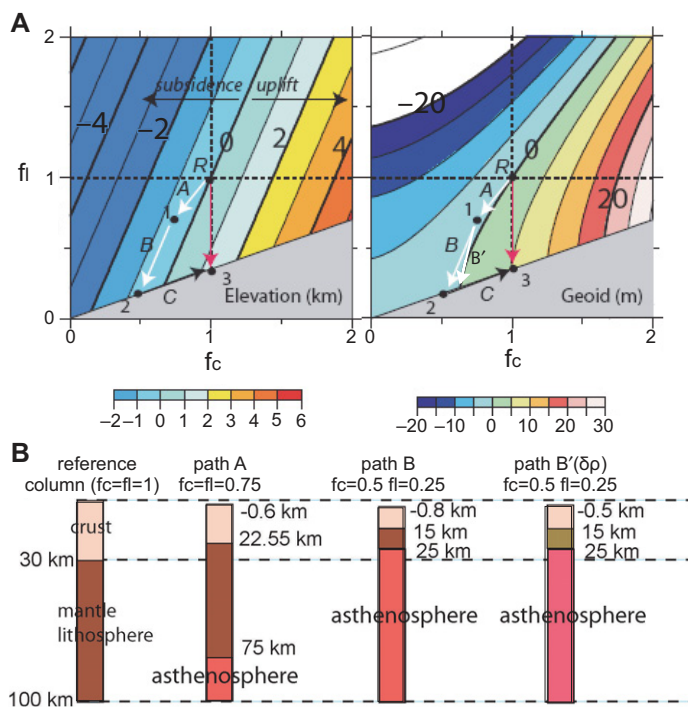 A
2
subsidence uplift
−4
−2
0
2
4
R
fl
1
A
1
B
C
3
2
Elevation (km)
0
0
1
2
fc
−20
0
20
R
A
1
B
B′
C
3
2
Geoid (m)
0
1
2
fc
−2−1 0 1 2 3 4 5 6
−20 −10 0 10 20 30
B
reference path A path B path B′(δρ)
column (fc=fl=1) fc=fl=0.75 fc=0.5 fl=0.25 fc=0.5 fl=0.25
crust
-0.6 km
-0.8 km
-0.5 km
22.55 km
15 km
15 km
25 km
25 km
30 km
mantle
lithosphere
asthenosphere
asthenosphere
75 km
asthenosphere
100 km